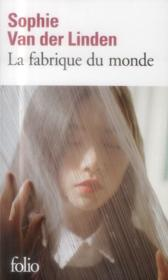 Sophie
Van der Linden
La fabrique du monde
folio